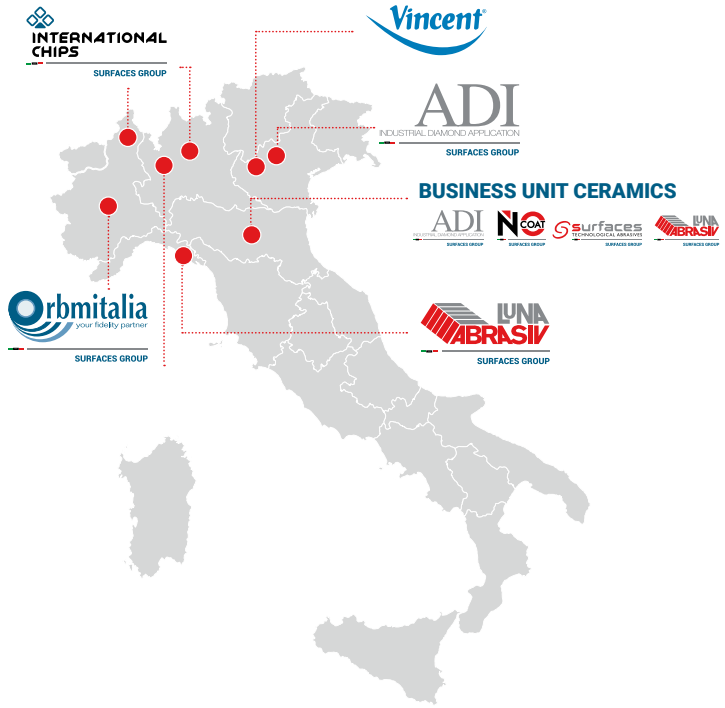 INTERNATIONAL
CHIPS
SURFACES GROUP
Vincent®
ADI
INDUSTRIAL DIAMOND APPLICATION
SURFACES GROUP
BUSINESS UNIT CERAMICS
ADI
INDUSTRIAL DIAMOND APPLICATION
SURFACES GROUP
NO COAT
SURFACES GROUP
surfaces
TECHNOLOGICAL ABRASIVES
SURFACES GROUP
LUNA
ABRASIV
SURFACES GROUP
Orbmitalia
your fidelity partner
SURFACES GROUP
LUNA
ABRASIV
SURFACES GROUP